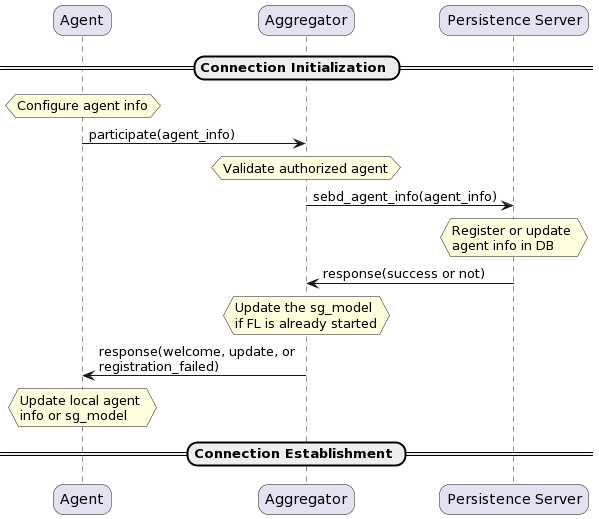 Agent
Aggregator
Persistence Server
Connection Initialization
Configure agent info
participate(agent_info)
Validate authorized agent
sebd_agent_info(agent_info)
Register or update
agent info in DB
response(success or not)
Update the sg_model
if FL is already started
response(welcome, update, or
registration_failed)
Update local agent
info or sg_model
Connection Establishment
Agent
Aggregator
Persistence Server